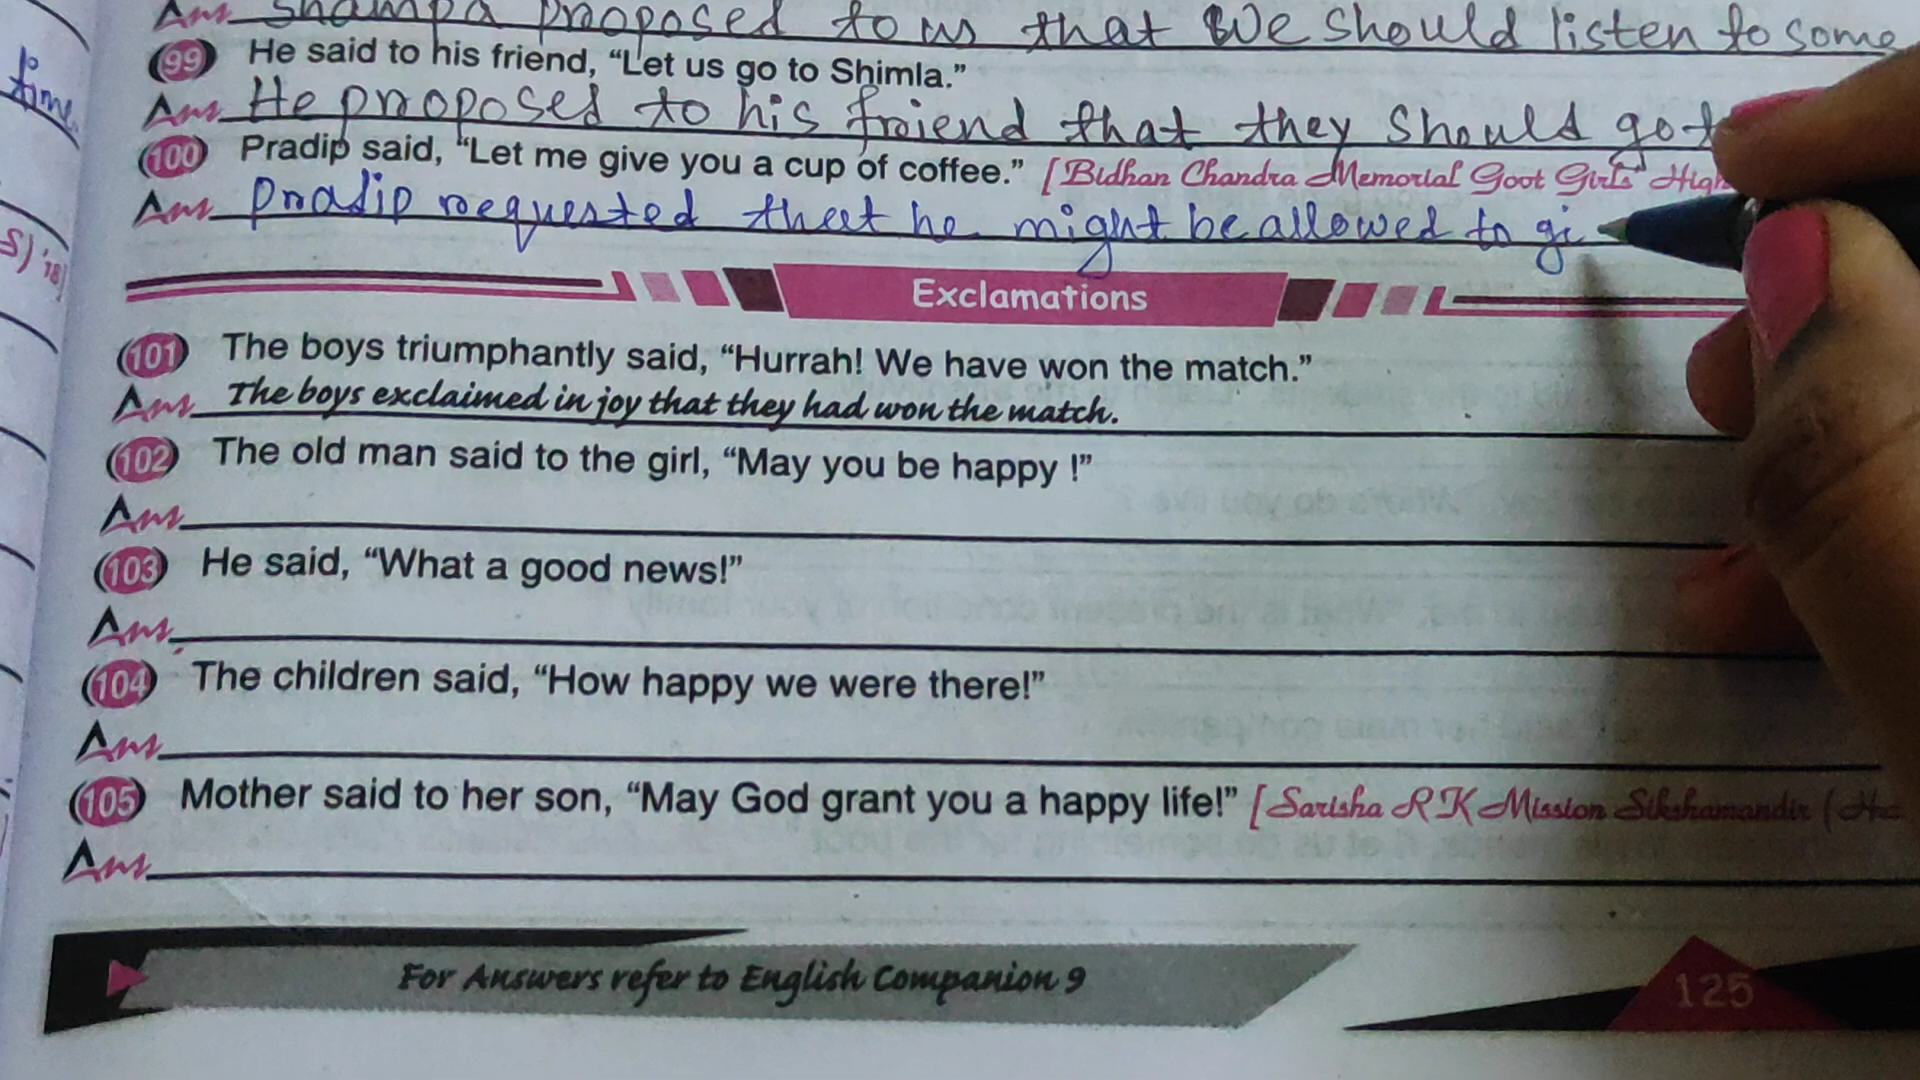 Ans Shampa proposed to us that we should listen to some
time.
(99) He said to his friend, “Let us go to Shimla.”
Ans He proposed to his friend that they should go t
(100) Pradip said, “Let me give you a cup of coffee.” [Bidhan Chandra Memorial Govt Girls' High
Ans Pradip requested that he might be allowed to gi
S) '18]
Exclamations
(101) The boys triumphantly said, “Hurrah! We have won the match.”
Ans The boys exclaimed in joy that they had won the match.
(102) The old man said to the girl, “May you be happy !”
Ans
(103) He said, “What a good news!”
Ans
(104) The children said, “How happy we were there!”
Ans
(105) Mother said to her son, “May God grant you a happy life!” [Sarisha RK Mission Sikshamandir
Ans
For Answers refer to English Companion 9
125